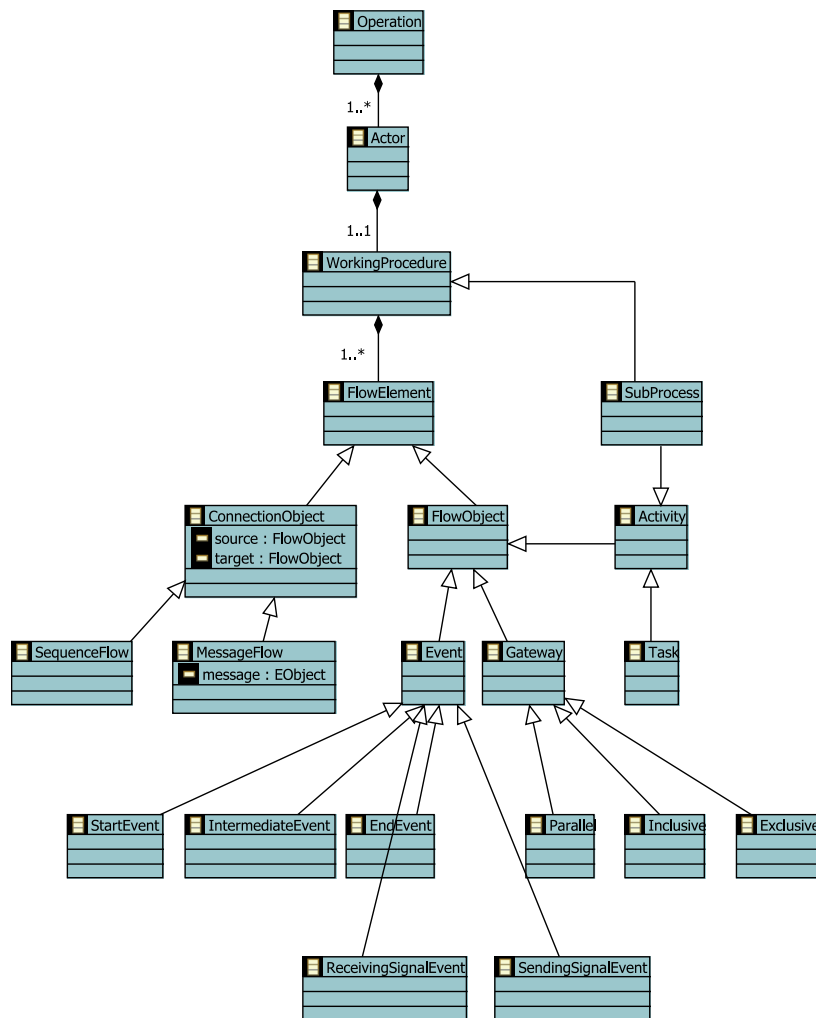 Operation
1..*
Actor
1..1
WorkingProcedure
1..*
FlowElement
SubProcess
ConnectionObject
source : FlowObject
target : FlowObject
FlowObject
Activity
SequenceFlow
MessageFlow
message : EObject
Event
Gateway
Task
StartEvent
IntermediateEvent
EndEvent
Parallel
Inclusive
Exclusive
ReceivingSignalEvent
SendingSignalEvent